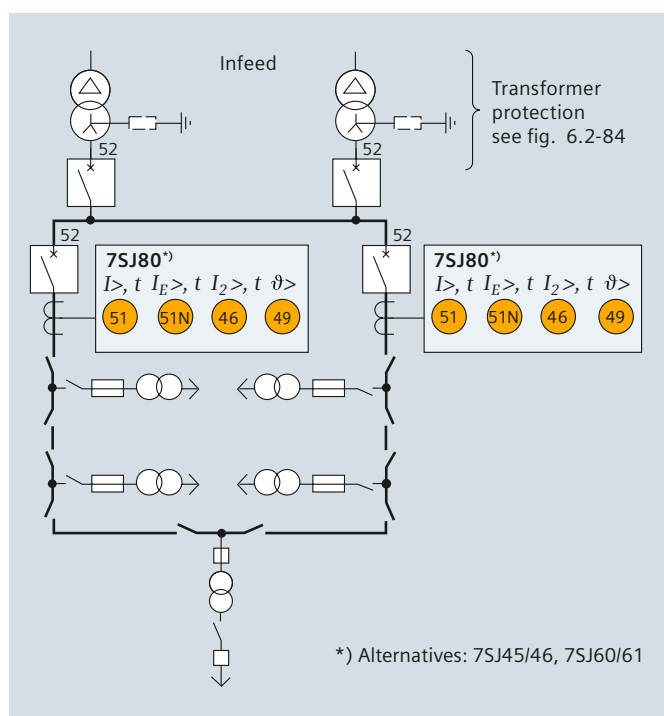 Infeed
Transformer
protection
see fig. 6.2-84
52
52
52
52
7SJ80*)
I>, t IE>, t I2>, t ϑ>
51 51N 46 49
7SJ80*)
I>, t IE>, t I2>, t ϑ>
51 51N 46 49
*) Alternatives: 7SJ45/46, 7SJ60/61